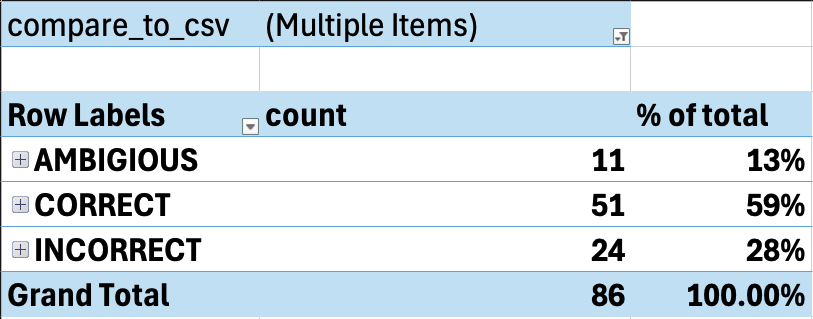 compare_to_csv (Multiple Items)
Row Labels count % of total
AMBIGIOUS 11 13%
CORRECT 51 59%
INCORRECT 24 28%
Grand Total 86 100.00%